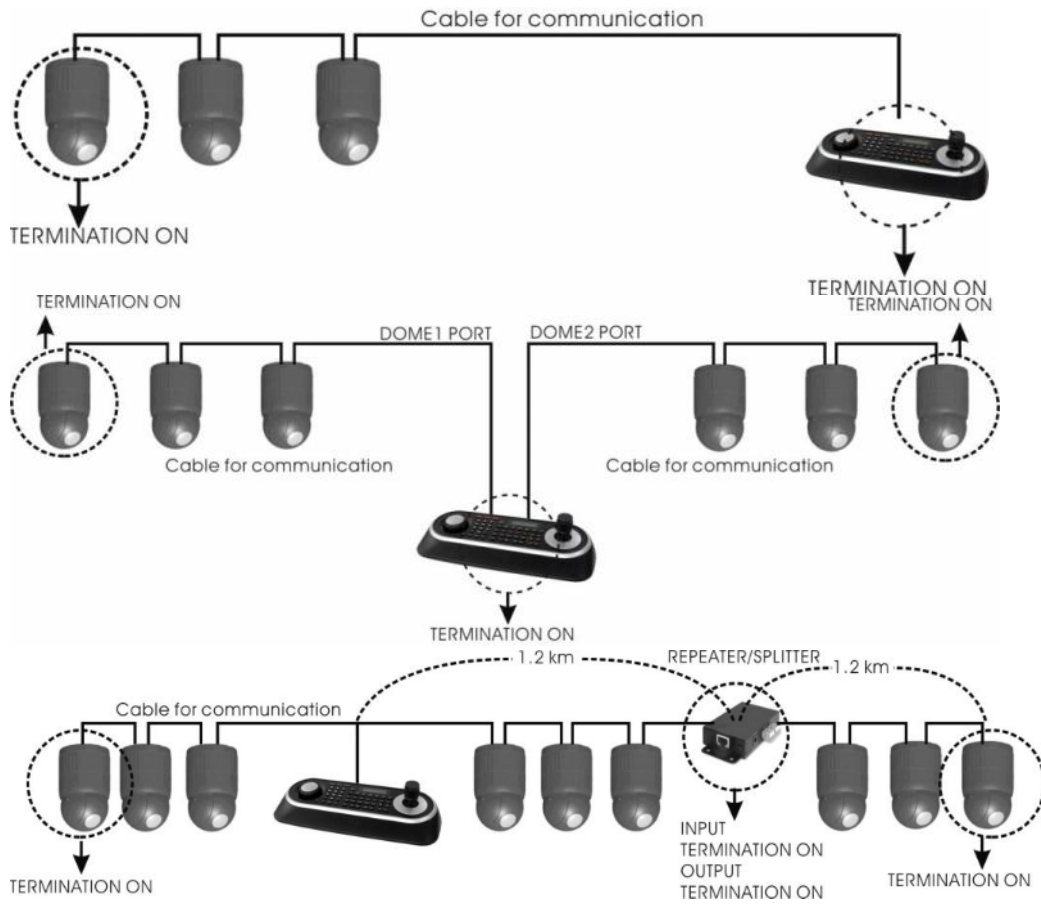 Cable for communication
TERMINATION ON
TERMINATION ON
TERMINATION ON
TERMINATION ON
DOME1 PORT
DOME2 PORT
Cable for communication
Cable for communication
TERMINATION ON
1.2 km
REPEATER/SPLITTER
1.2 km
Cable for communication
INPUT
TERMINATION ON
OUTPUT
TERMINATION ON
TERMINATION ON
TERMINATION ON